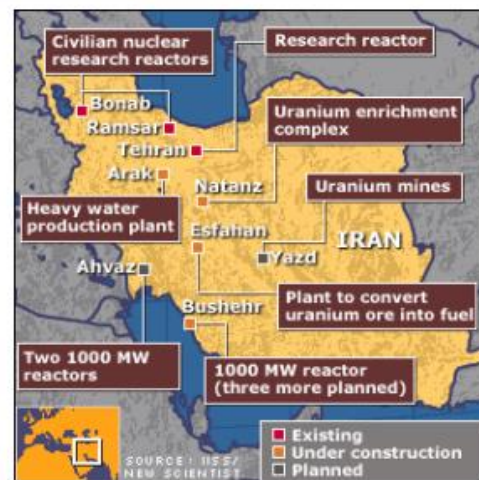 Civilian nuclear
research reactors
Research reactor
Bonab
Ramsar
Tehran
Uranium enrichment
complex
Arak
Natanz
Uranium mines
Heavy water
production plant
Esfahan
IRAN
Yazd
Ahvaz
Bushehr
Plant to convert
uranium ore into fuel
Two 1000 MW
reactors
1000 MW reactor
(three more planned)
Existing
Under construction
Planned
SOURCE: IISS/
NEW SCIENTIST